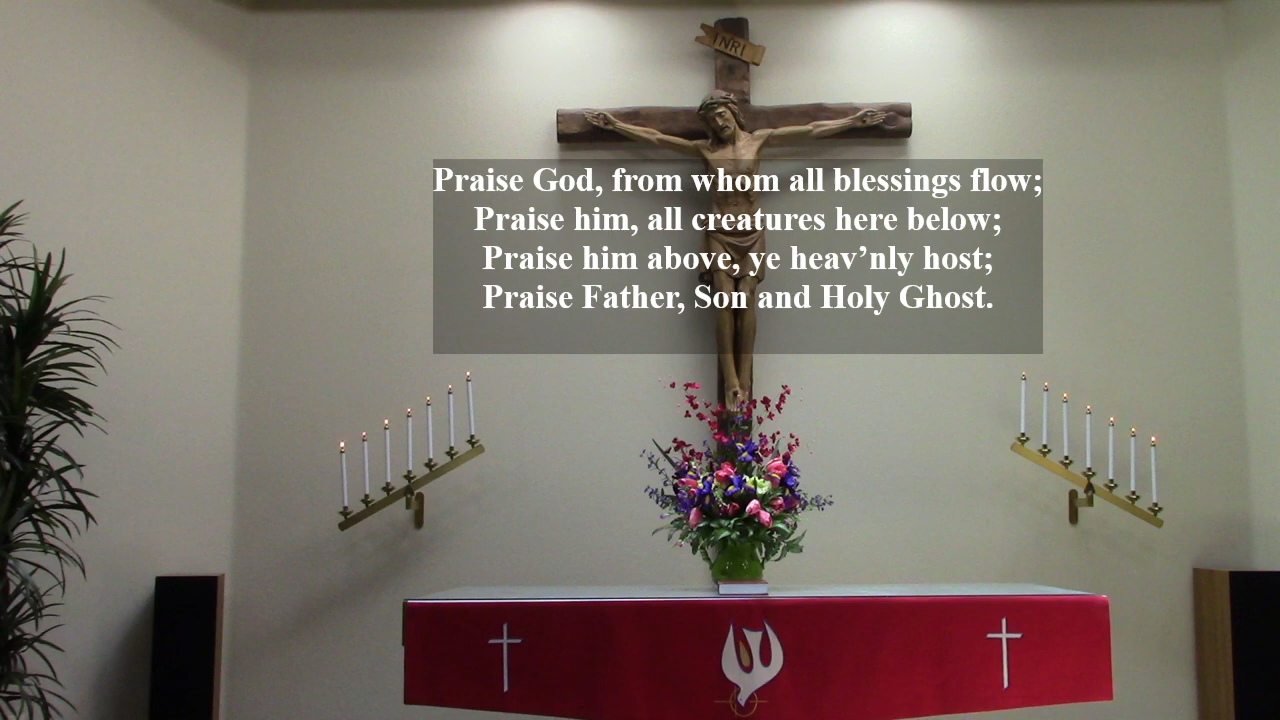 INRI
Praise God, from whom all blessings flow;
Praise him, all creatures here below;
Praise him above, ye heav’nly host;
Praise Father, Son and Holy Ghost.